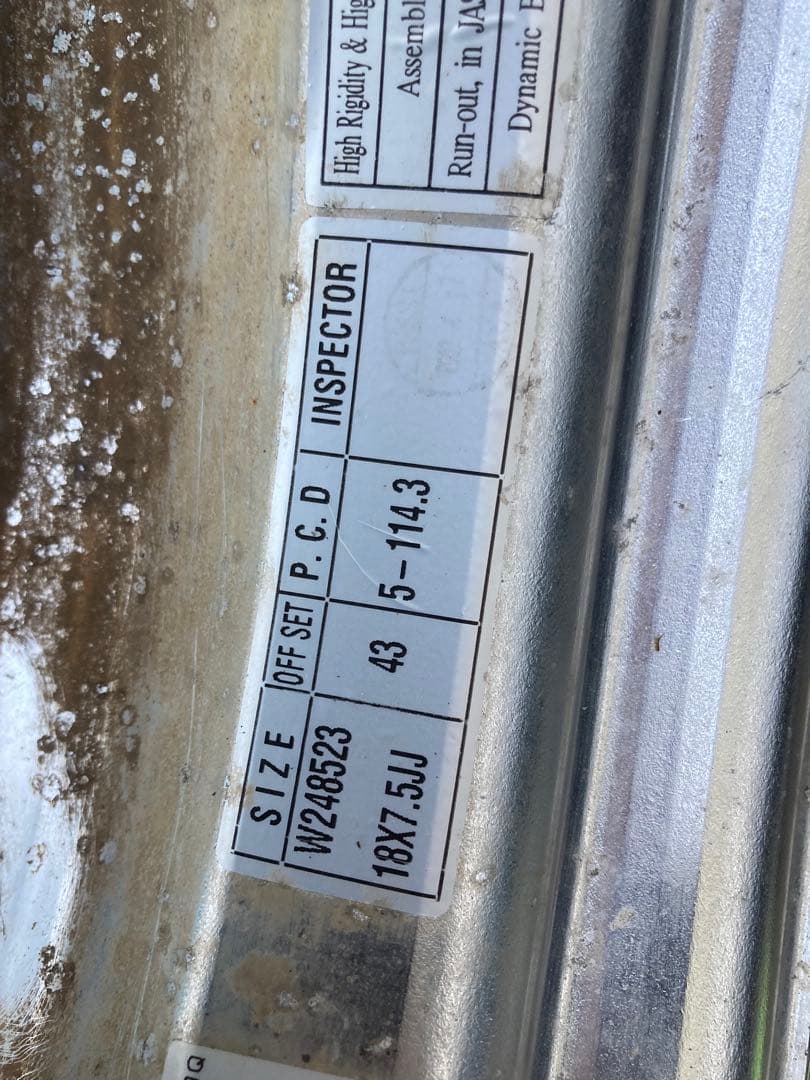 SIZE OFF SET P. C. D INSPECTOR
W248523
18X7.5JJ 43 5-114.3
High Rigidity & Hig
Assembl
Run-out, in JAS
Dynamic